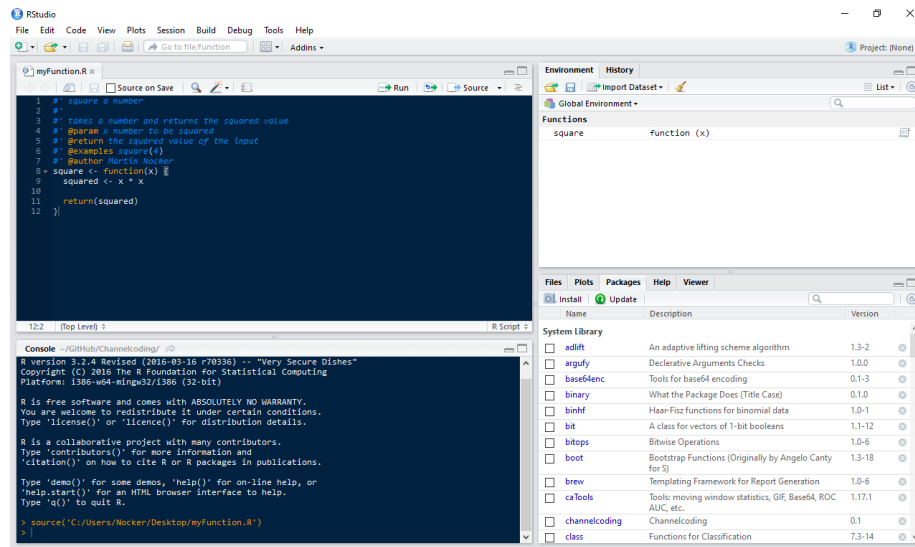 RStudio
File Edit Code View Plots Session Build Debug Tools Help
Go to file/function Addins
Project: (None)
myFunction.R
Source on Save Run Source
1 #' square a number
2 #'
3 #' takes a number and returns the squared value
4 #' @param x number to be squared
5 #' @return the squared value of the input
6 #' @examples square(4)
7 #' @author Martin Nocker
8 square <- function(x) {
9 squared <- x * x
10
11 return(squared)
12 }
12:2 (Top Level) R Script
Console ~/GitHub/Channelcoding/
R version 3.2.4 Revised (2016-03-16 r70336) -- "Very Secure Dishes"
Copyright (C) 2016 The R Foundation for Statistical Computing
Platform: i386-w64-mingw32/i386 (32-bit)
R is free software and comes with ABSOLUTELY NO WARRANTY.
You are welcome to redistribute it under certain conditions.
Type 'license()' or 'licence()' for distribution details.
R is a collaborative project with many contributors.
Type 'contributors()' for more information and
'citation()' on how to cite R or R packages in publications.
Type 'demo()' for some demos, 'help()' for on-line help, or
'help.start()' for an HTML browser interface to help.
Type 'q()' to quit R.
> source('C:/Users/Nocker/Desktop/myFunction.R')
>
Environment History
Import Dataset List
Global Environment
Functions
square function (x)
Files Plots Packages Help Viewer
Install Update
Name Description Version
System Library
adlift An adaptive lifting scheme algorithm 1.3-2
argufy Declerative Arguments Checks 1.0.0
base64enc Tools for base64 encoding 0.1-3
binary What the Package Does (Title Case) 0.1.0
binhf Haar-Fisz functions for binomial data 1.0-1
bit A class for vectors of 1-bit booleans 1.1-12
bitops Bitwise Operations 1.0-6
boot Bootstrap Functions (Originally by Angelo Canty 1.3-18
for S)
brew Templating Framework for Report Generation 1.0-6
caTools Tools: moving window statistics, GIF, Base64, ROC 1.17.1
AUC, etc.
channelcoding Channelcoding 0.1
class Functions for Classification 7.3-14